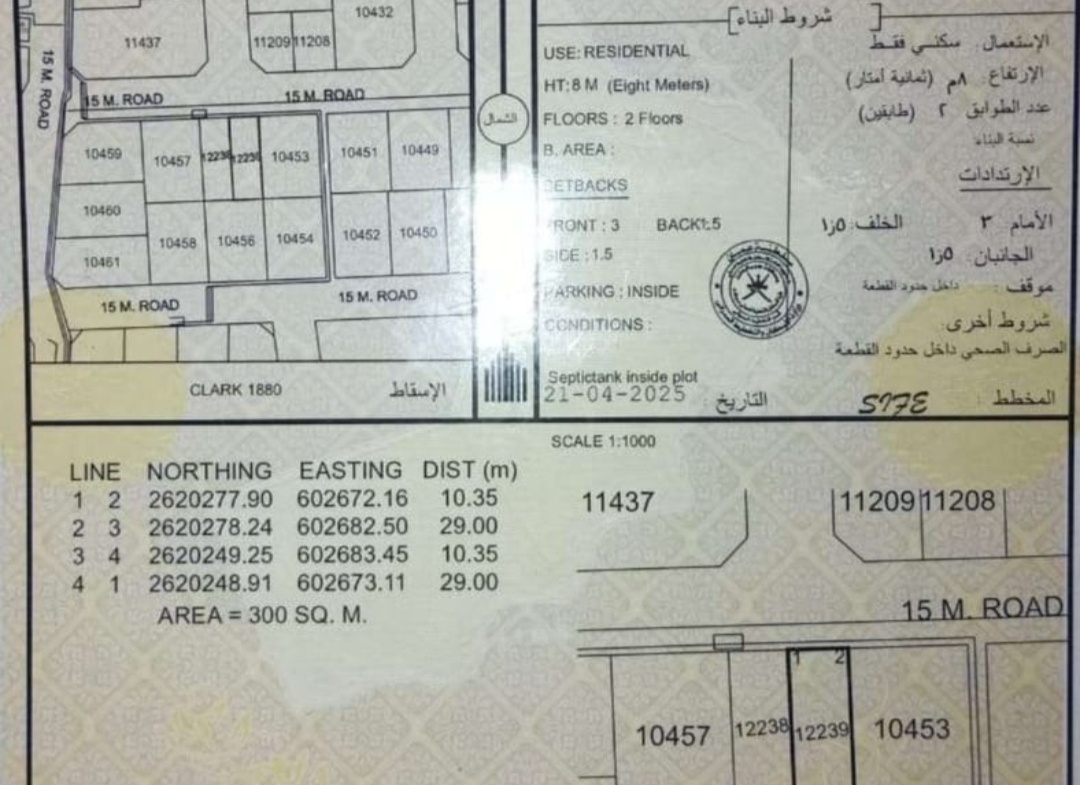 10432
11437
11209
11208
15 M. ROAD
15 M. ROAD
15 M. ROAD
10459
10457
12238
12239
10453
10451
10449
10460
10461
10458
10456
10454
10452
10450
15 M. ROAD
15 M. ROAD
الشمال
CLARK 1880
الإسقاط
شروط البناء
USE: RESIDENTIAL
الإستعمال: سكني فقط
HT: 8 M (Eight Meters)
الإرتفاع: ٨م (ثمانية أمتار)
FLOORS : 2 Floors
عدد الطوابق ٢ (طابقين)
B. AREA :
نسبة البناء
SETBACKS
الإرتدادات
FRONT : 3 BACK1.5
الأمام ٣ الخلف: ١٫٥
SIDE : 1.5
الجانبان ١٫٥
PARKING : INSIDE
موقف : داخل حدود القطعة
CONDITIONS :
شروط أخرى:
الصرف الصحي داخل حدود القطعة
Septictank inside plot
21-04-2025 التاريخ :
المخطط : SIFE
SCALE 1:1000
LINE NORTHING EASTING DIST (m)
1 2 2620277.90 602672.16 10.35
2 3 2620278.24 602682.50 29.00
3 4 2620249.25 602683.45 10.35
4 1 2620248.91 602673.11 29.00
AREA = 300 SQ. M.
11437
11209
11208
15 M. ROAD
1 2
10457
12238
12239
10453